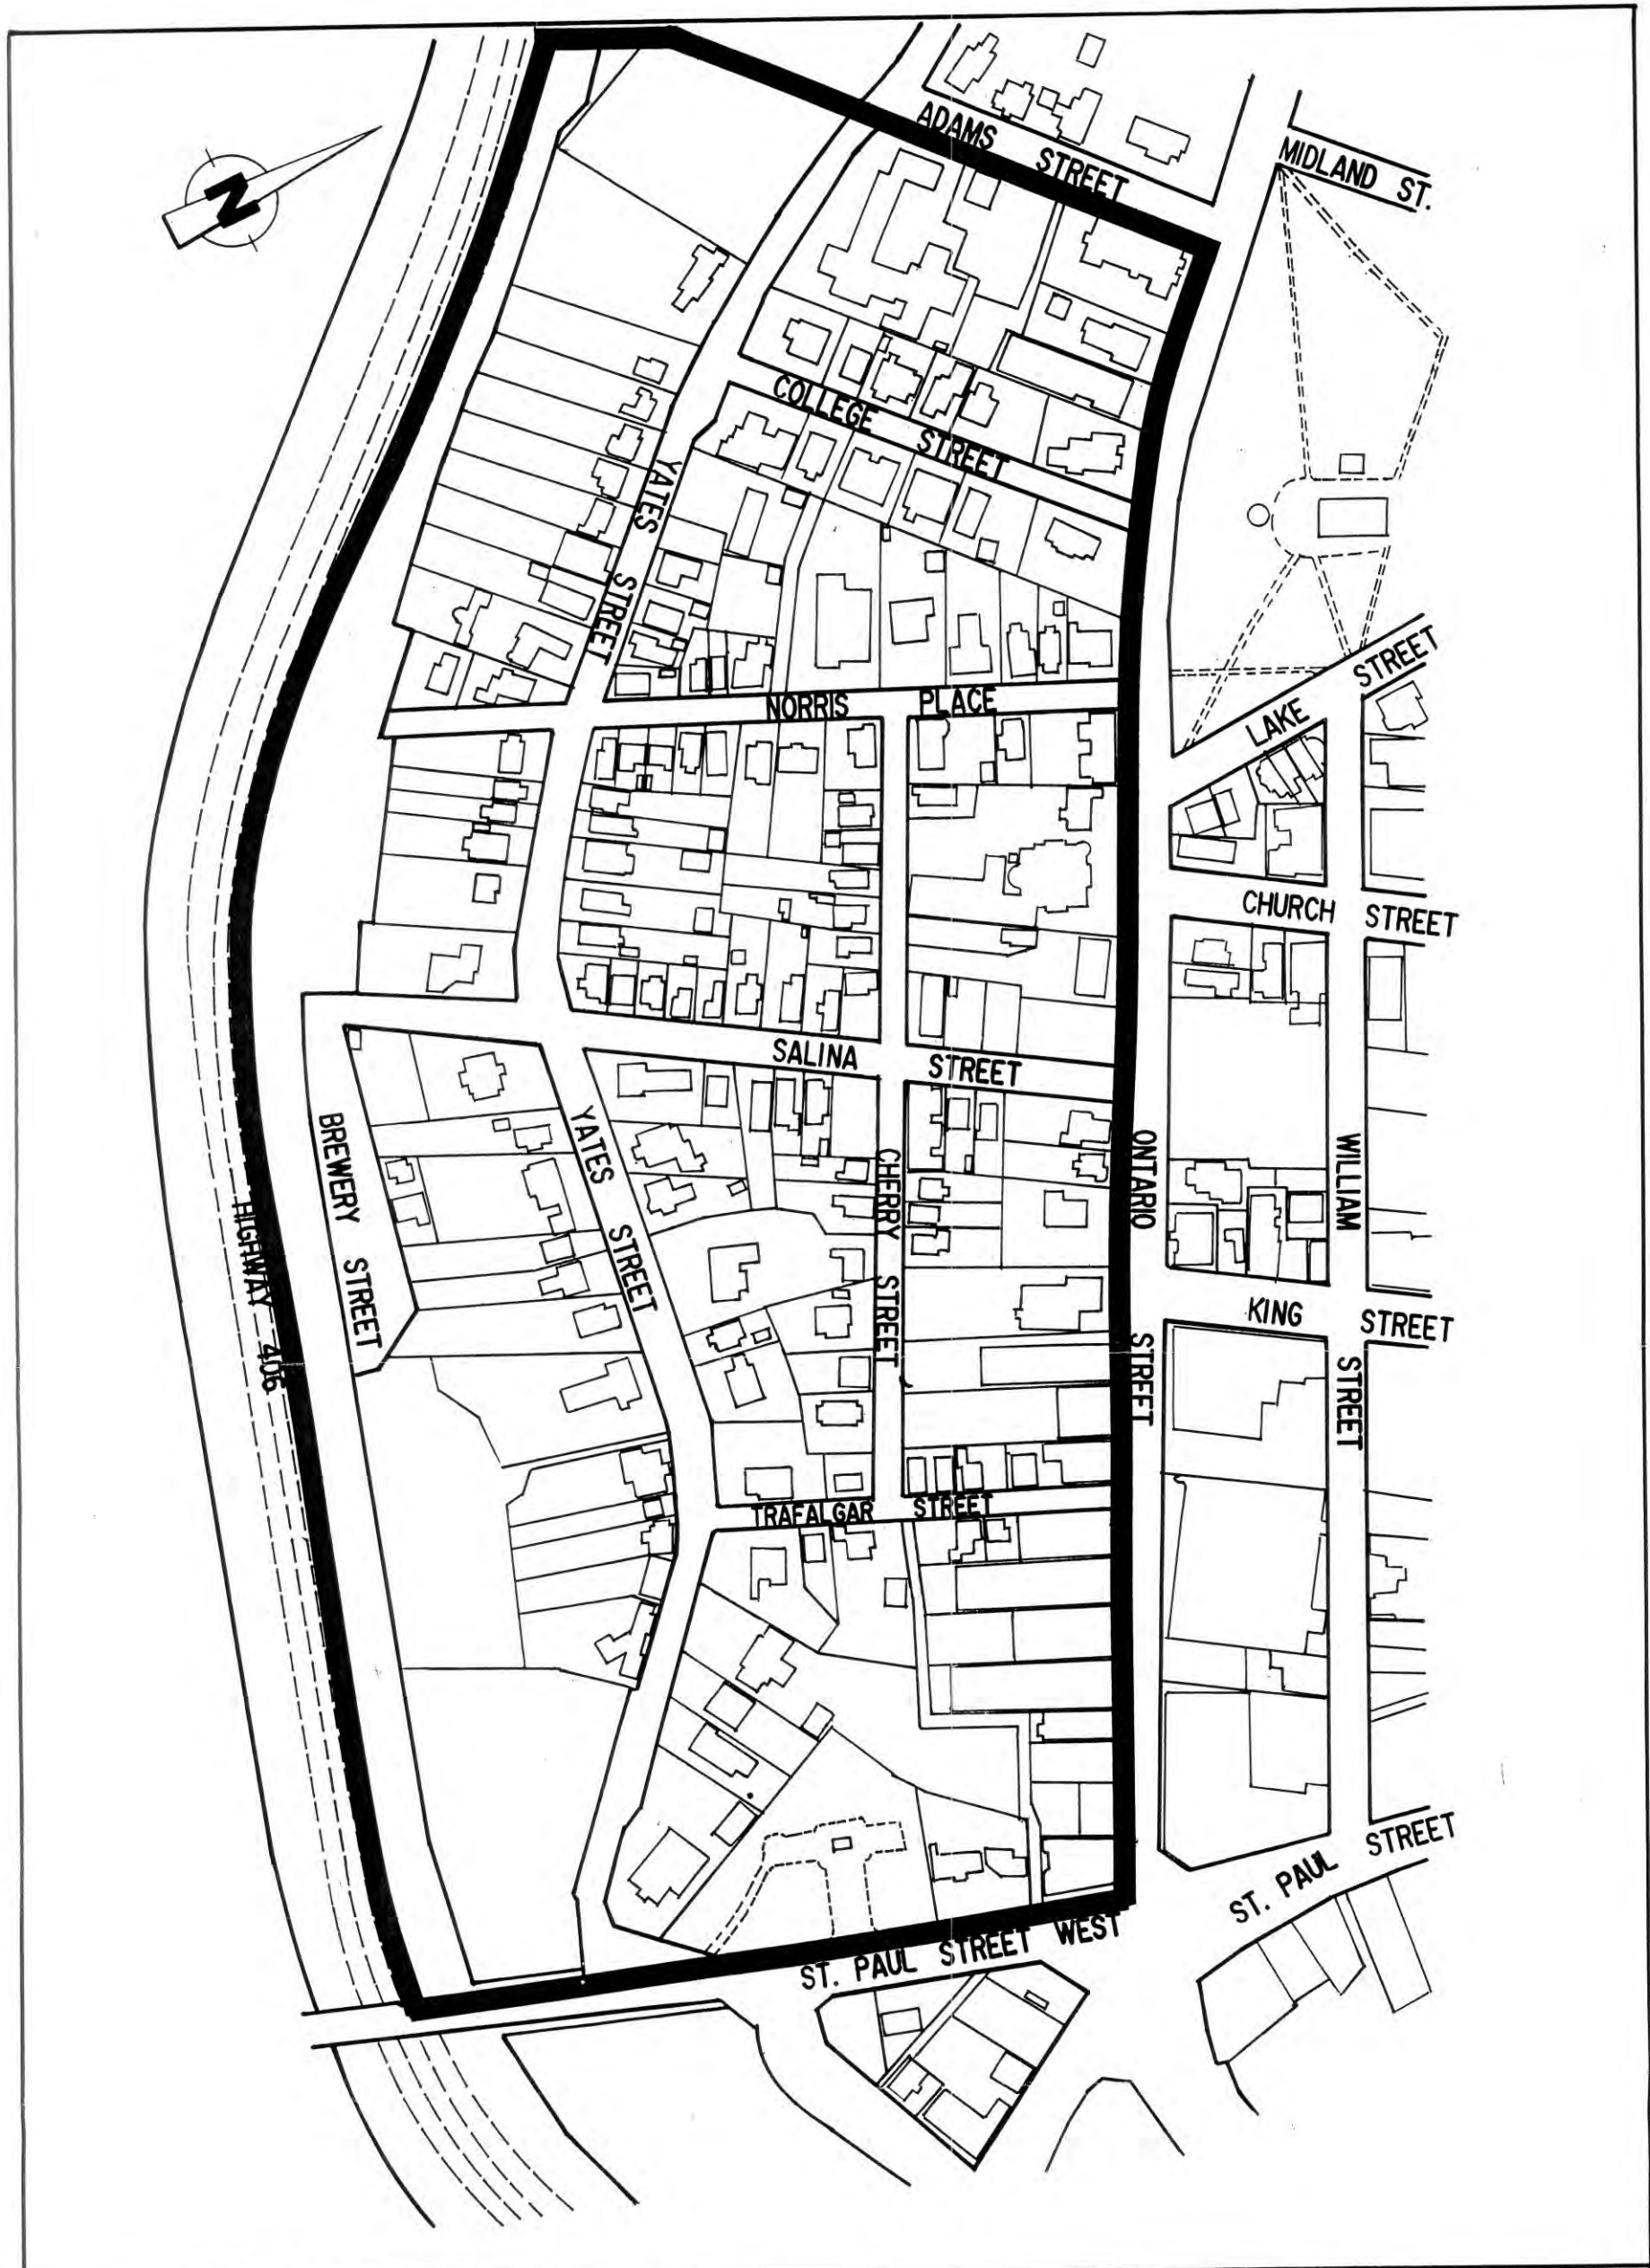 ADAMS STREET
MIDLAND ST.
N
COLLEGE STREET
YATES STREET
LAKE STREET
NORRIS PLACE
CHURCH STREET
SALINA STREET
BREWERY STREET
YATES STREET
CHERRY STREET
ONTARIO STREET
WILLIAM STREET
HIGHWAY 406
KING STREET
TRAFALGAR STREET
ST. PAUL STREET
ST. PAUL STREET WEST